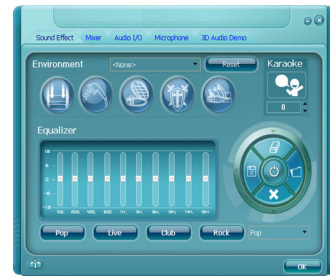 Sound Effect Mixer Audio I/O Microphone 3D Audio Demo
Environment <None> Reset Karaoke
0
Equalizer
Pop Live Club Rock Pop
OK